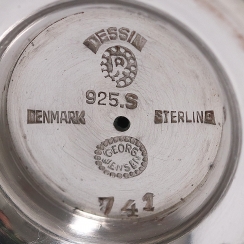 DESSIN
925.S
DENMARK STERLING
GEORG
JENSEN
741